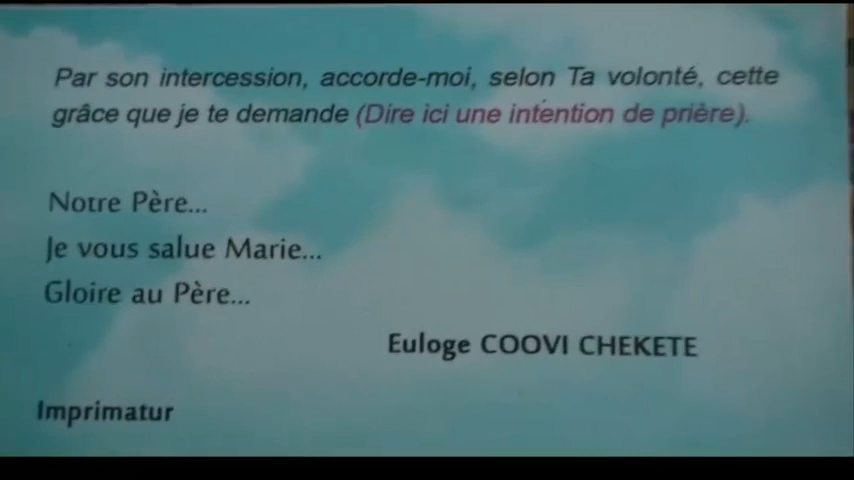 Par son intercession, accorde-moi, selon Ta volonté, cette
grâce que je te demande (Dire ici une intention de prière).
Notre Père...
Je vous salue Marie...
Gloire au Père...
Euloge COOVI CHEKETE
Imprimatur